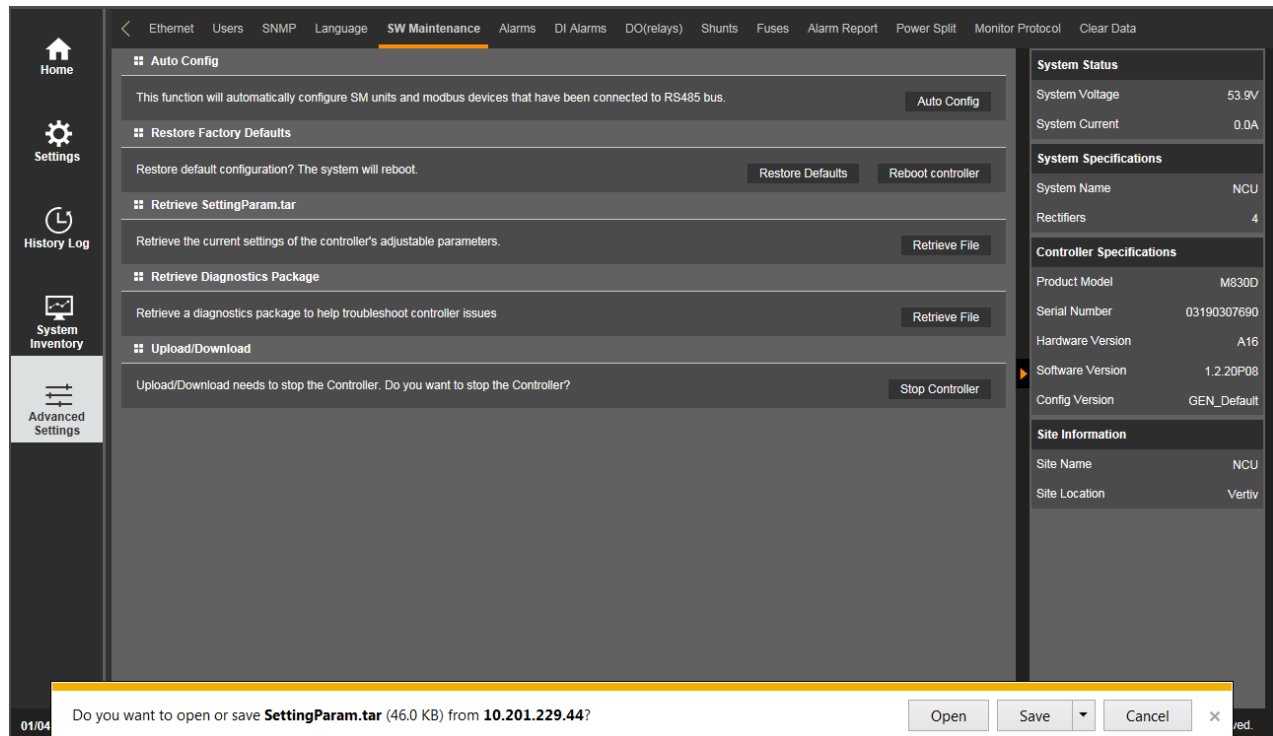 Ethernet Users SNMP Language SW Maintenance Alarms DI Alarms DO(relays) Shunts Fuses Alarm Report Power Split Monitor Protocol Clear Data
Home
Settings
History Log
System
Inventory
Advanced
Settings
Auto Config
This function will automatically configure SM units and modbus devices that have been connected to RS485 bus.
Auto Config
Restore Factory Defaults
Restore default configuration? The system will reboot.
Restore Defaults Reboot controller
Retrieve SettingParam.tar
Retrieve the current settings of the controller's adjustable parameters.
Retrieve File
Retrieve Diagnostics Package
Retrieve a diagnostics package to help troubleshoot controller issues
Retrieve File
Upload/Download
Upload/Download needs to stop the Controller. Do you want to stop the Controller?
Stop Controller
System Status
System Voltage 53.9V
System Current 0.0A
System Specifications
System Name NCU
Rectifiers 4
Controller Specifications
Product Model M830D
Serial Number 03190307690
Hardware Version A16
Software Version 1.2.20P08
Config Version GEN_Default
Site Information
Site Name NCU
Site Location Vertiv
Do you want to open or save SettingParam.tar (46.0 KB) from 10.201.229.44?
Open Save Cancel
01/04
ved.